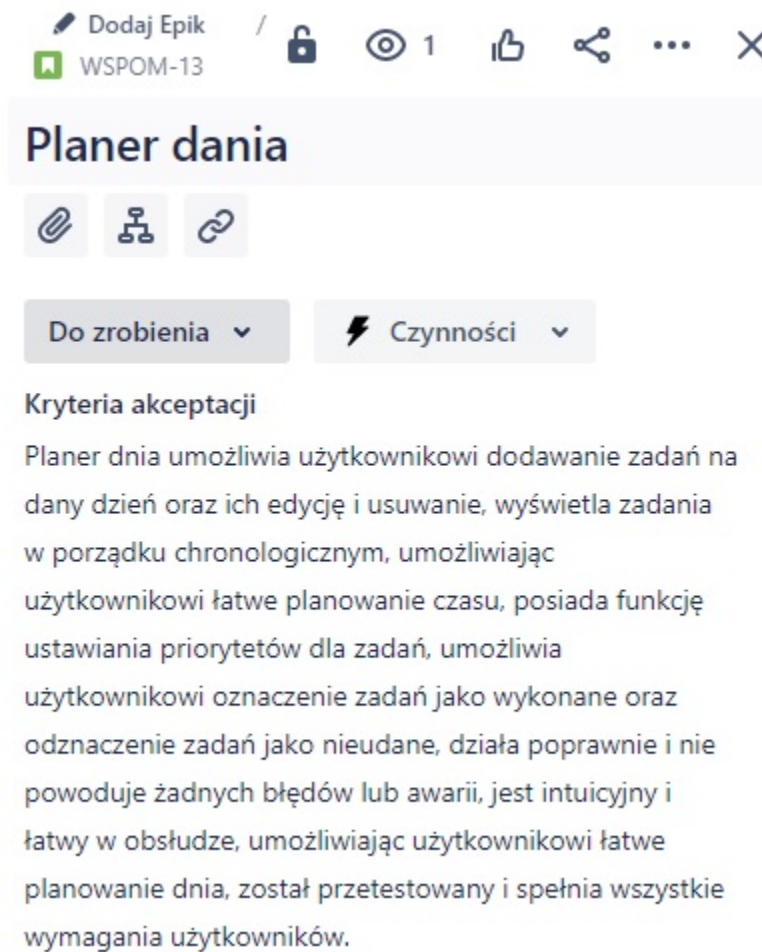 Dodaj Epik /
WSPOM-13
1
Planer dania
Do zrobienia
Czynności
Kryteria akceptacji
Planer dnia umożliwia użytkownikowi dodawanie zadań na
dany dzień oraz ich edycję i usuwanie, wyświetla zadania
w porządku chronologicznym, umożliwiając
użytkownikowi łatwe planowanie czasu, posiada funkcję
ustawiania priorytetów dla zadań, umożliwia
użytkownikowi oznaczenie zadań jako wykonane oraz
odznaczenie zadań jako nieudane, działa poprawnie i nie
powoduje żadnych błędów lub awarii, jest intuicyjny i
łatwy w obsłudze, umożliwiając użytkownikowi łatwe
planowanie dnia, został przetestowany i spełnia wszystkie
wymagania użytkowników.